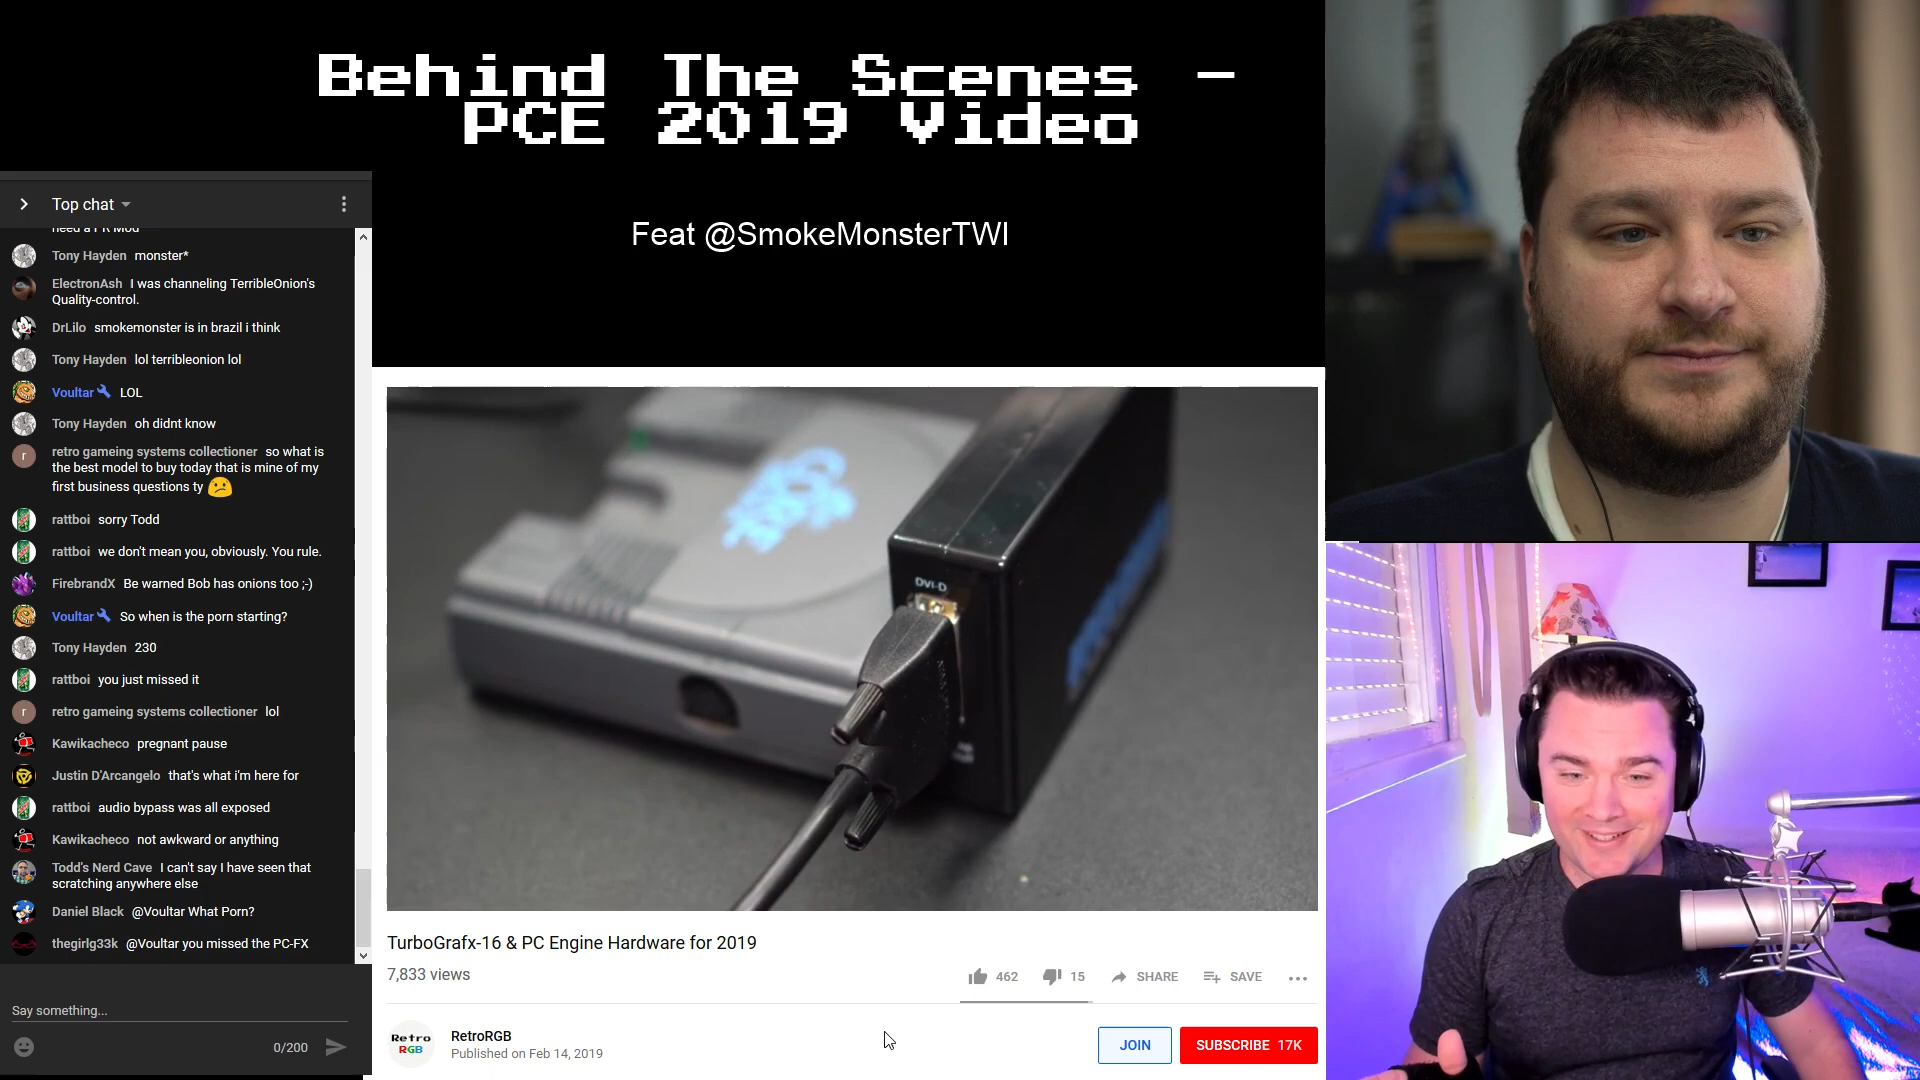 Behind The Scenes -
PCE 2019 Video
Feat @SmokeMonsterTWI
Top chat
Tony Hayden monster*
ElectronAsh I was channeling TerribleOnion's
Quality-control.
DrLilo smokemonster is in brazil i think
Tony Hayden lol terribleonion lol
Voultar LOL
Tony Hayden oh didnt know
retro gameing systems collectioner so what is
the best model to buy today that is mine of my
first business questions ty
rattboi sorry Todd
rattboi we don't mean you, obviously. You rule.
FirebrandX Be warned Bob has onions too ;-)
Voultar So when is the porn starting?
Tony Hayden 230
rattboi you just missed it
r
retro gameing systems collectioner lol
Kawikacheco pregnant pause
Justin D'Arcangelo that's what i'm here for
rattboi audio bypass was all exposed
Kawikacheco not awkward or anything
Todd's Nerd Cave I can't say I have seen that
scratching anywhere else
Daniel Black @Voultar What Porn?
thegirlg33k @Voultar you missed the PC-FX
Say something...
0/200
DVI-D
TurboGrafx-16 & PC Engine Hardware for 2019
7,833 views
462
15
SHARE
SAVE
Retro
RGB
RetroRGB
Published on Feb 14, 2019
JOIN
SUBSCRIBE 17K